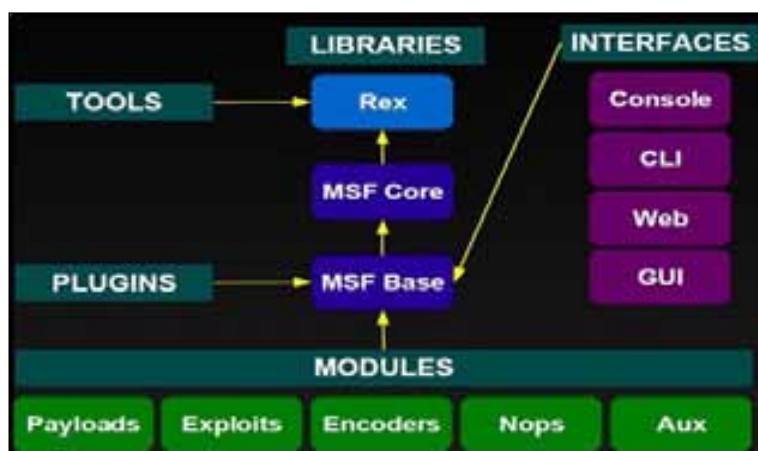 LIBRARIES
INTERFACES
TOOLS
Rex
Console
CLI
MSF Core
Web
PLUGINS
MSF Base
GUI
MODULES
Payloads
Exploits
Encoders
Nops
Aux